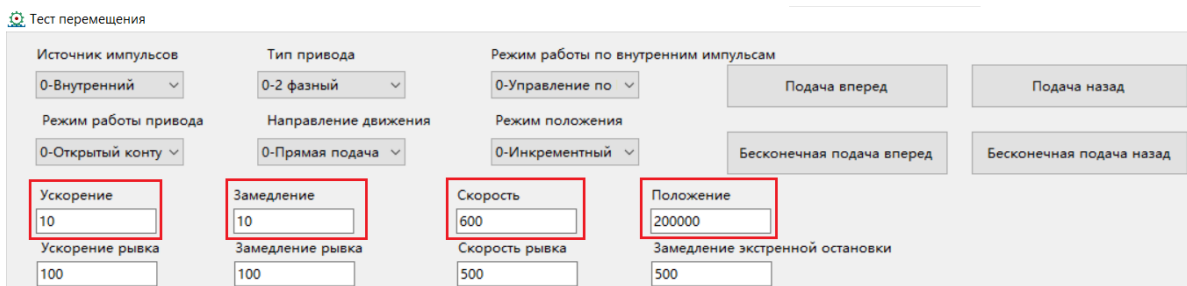 Тест перемещения
Источник импульсов Тип привода Режим работы по внутренним импульсам
0-Внутренний 0-2 фазный 0-Управление по Подача вперед Подача назад
Режим работы привода Направление движения Режим положения
0-Открытый конту 0-Прямая подача 0-Инкрементный Бесконечная подача вперед Бесконечная подача назад
Ускорение Замедление Скорость Положение
10 10 600 200000
Ускорение рывка Замедление рывка Скорость рывка Замедление экстренной остановки
100 100 500 500